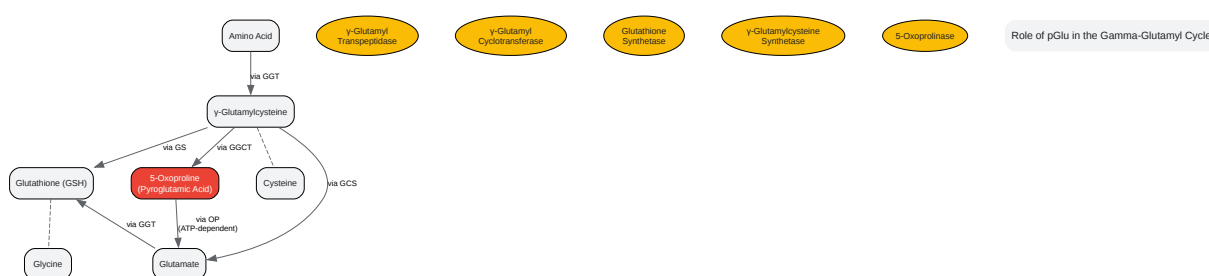 Amino Acid
γ-Glutamyl
Transpeptidase
γ-Glutamyl
Cyclotransferase
Glutathione
Synthetase
γ-Glutamylcysteine
Synthetase
5-Oxoprolinase
Role of pGlu in the Gamma-Glutamyl Cycle
via GGT
γ-Glutamylcysteine
via GS
via GGCT
Glutathione (GSH)
5-Oxoproline
(Pyroglutamic Acid)
Cysteine
via GCS
via GGT
via OP
(ATP-dependent)
Glycine
Glutamate